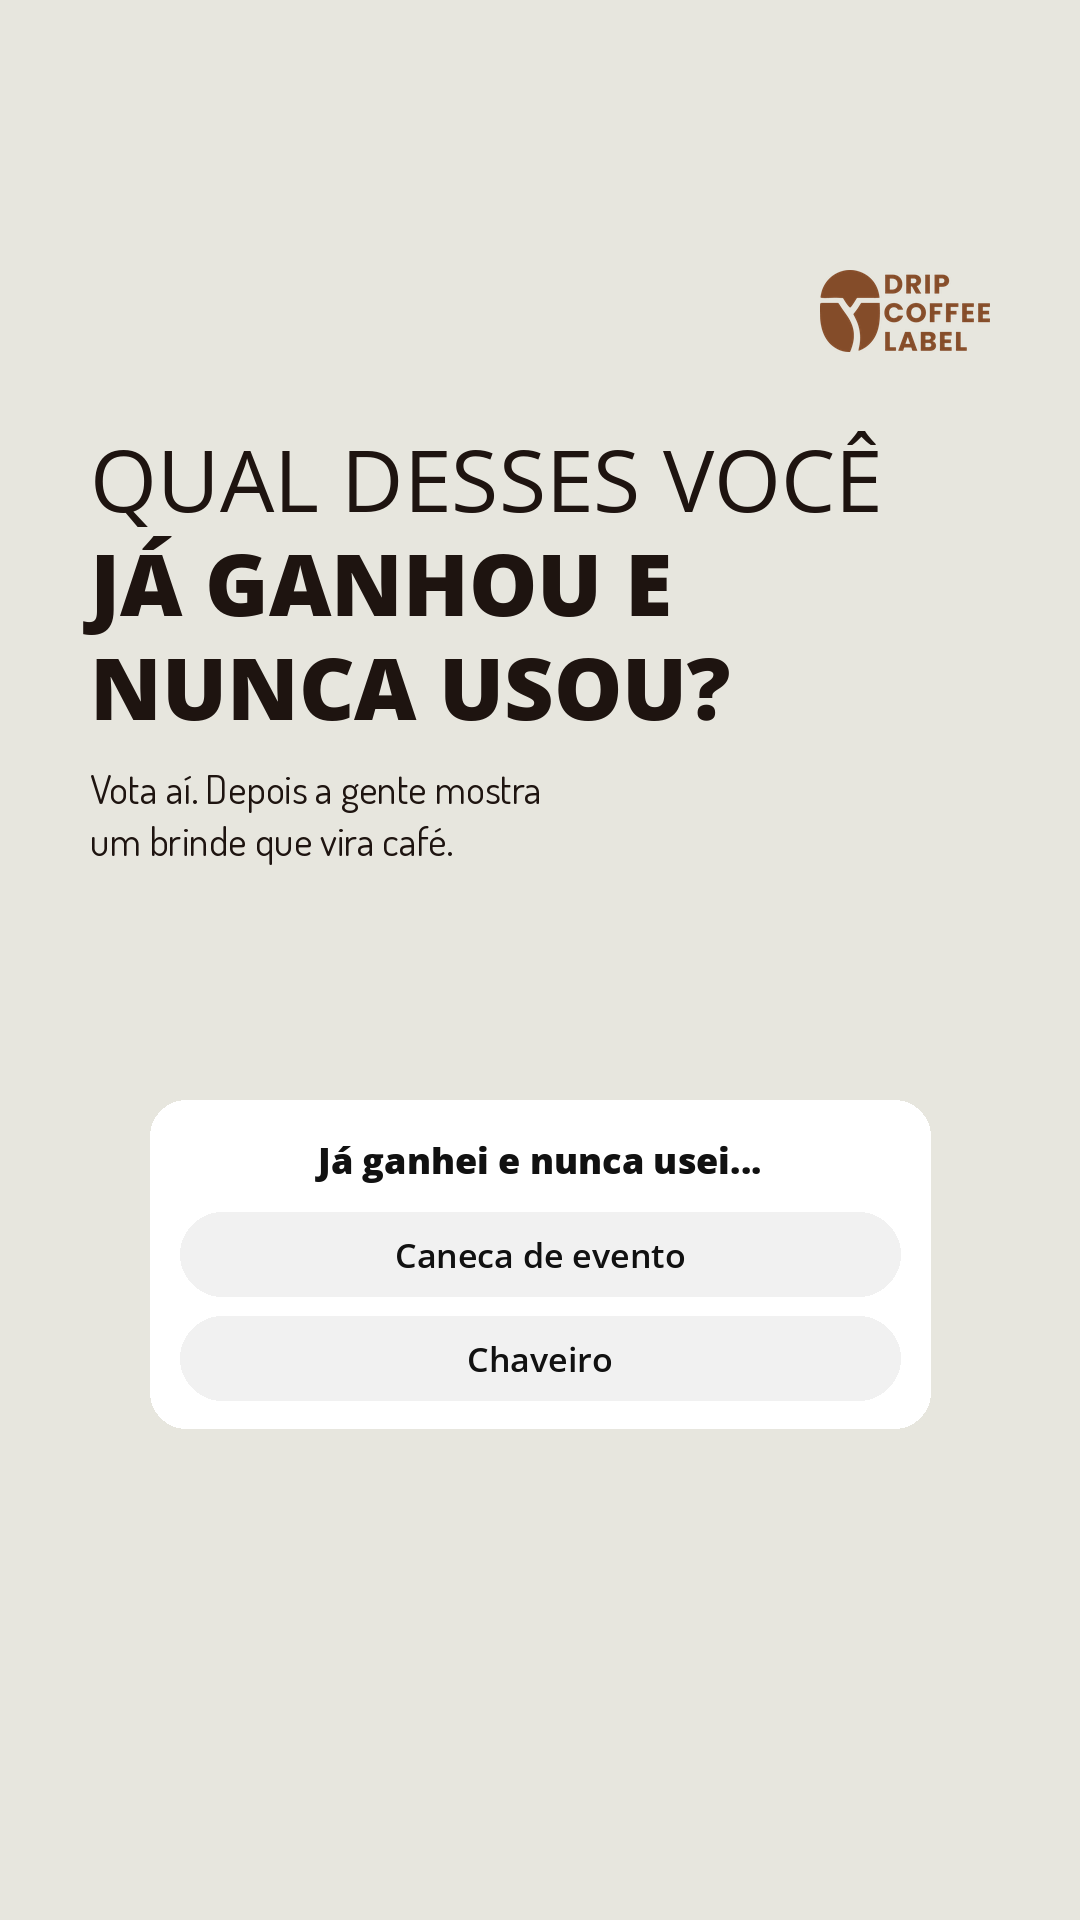 DRIP
COFFEE
LABEL
QUAL DESSES VOCÊ
JÁ GANHOU E
NUNCA USOU?
Vota aí. Depois a gente mostra
um brinde que vira café.
Já ganhei e nunca usei...
Caneca de evento
Chaveiro